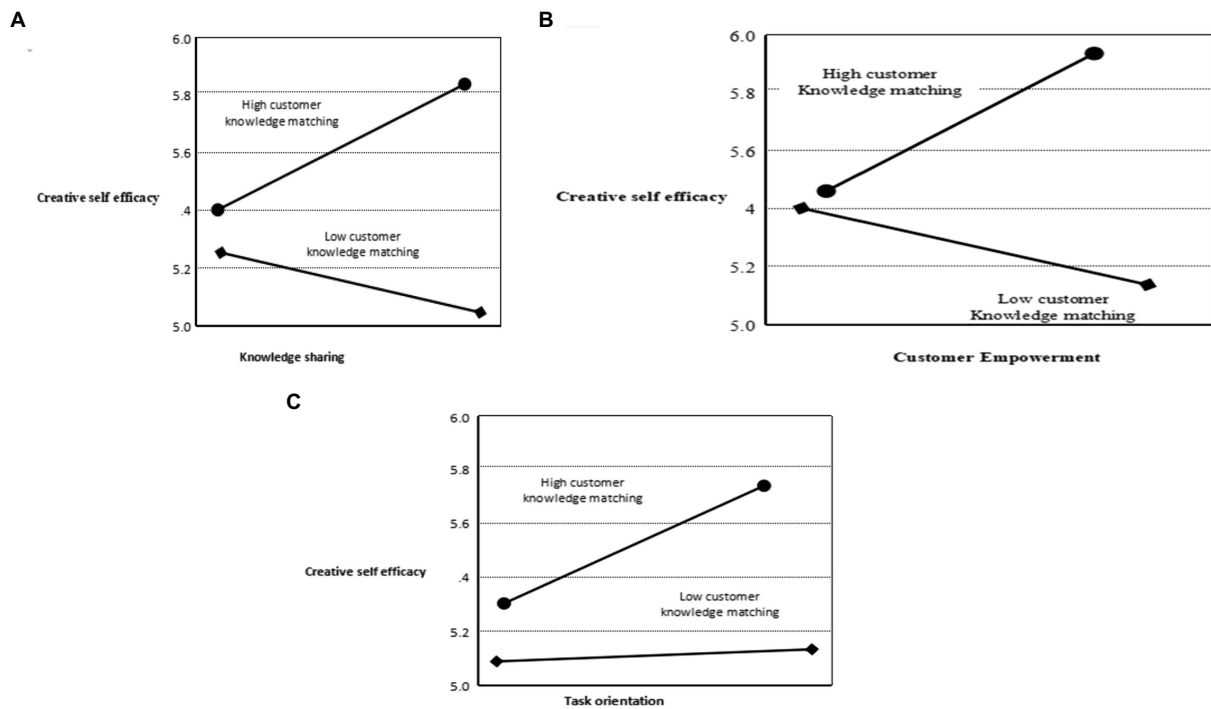 A
6.0
5.8
High customer
knowledge matching
5.6
Creative self efficacy
.4
Low customer
knowledge matching
5.2
5.0
Knowledge sharing
B
6.0
High customer
Knowledge matching
5.8
5.6
Creative self efficacy
4
5.2
Low customer
Knowledge matching
5.0
Customer Empowerment
C
6.0
5.8
High customer
knowledge matching
5.6
Creative self efficacy
.4
Low customer
knowledge matching
5.2
5.0
Task orientation